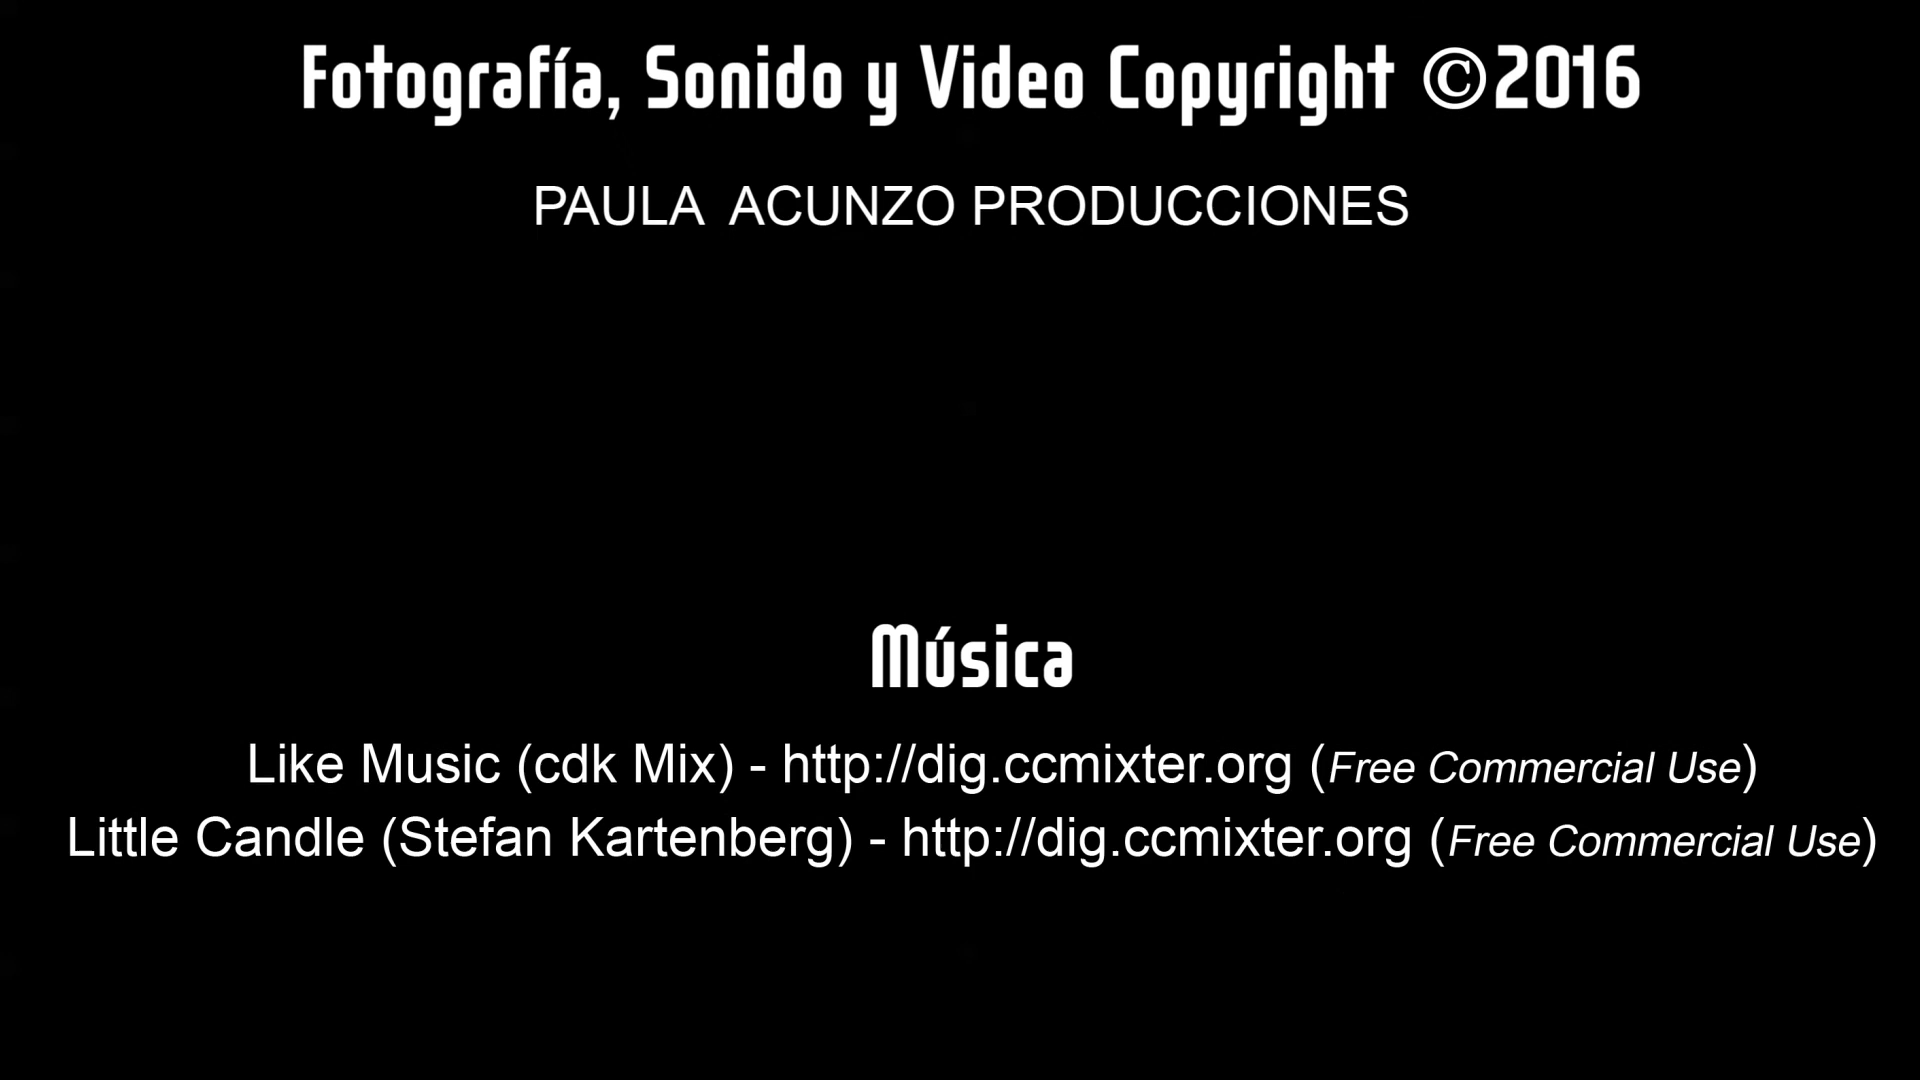 Fotografía, Sonido y Video Copyright ©2016
PAULA ACUNZO PRODUCCIONES
Música
Like Music (cdk Mix) - http://dig.ccmixter.org (Free Commercial Use)
Little Candle (Stefan Kartenberg) - http://dig.ccmixter.org (Free Commercial Use)